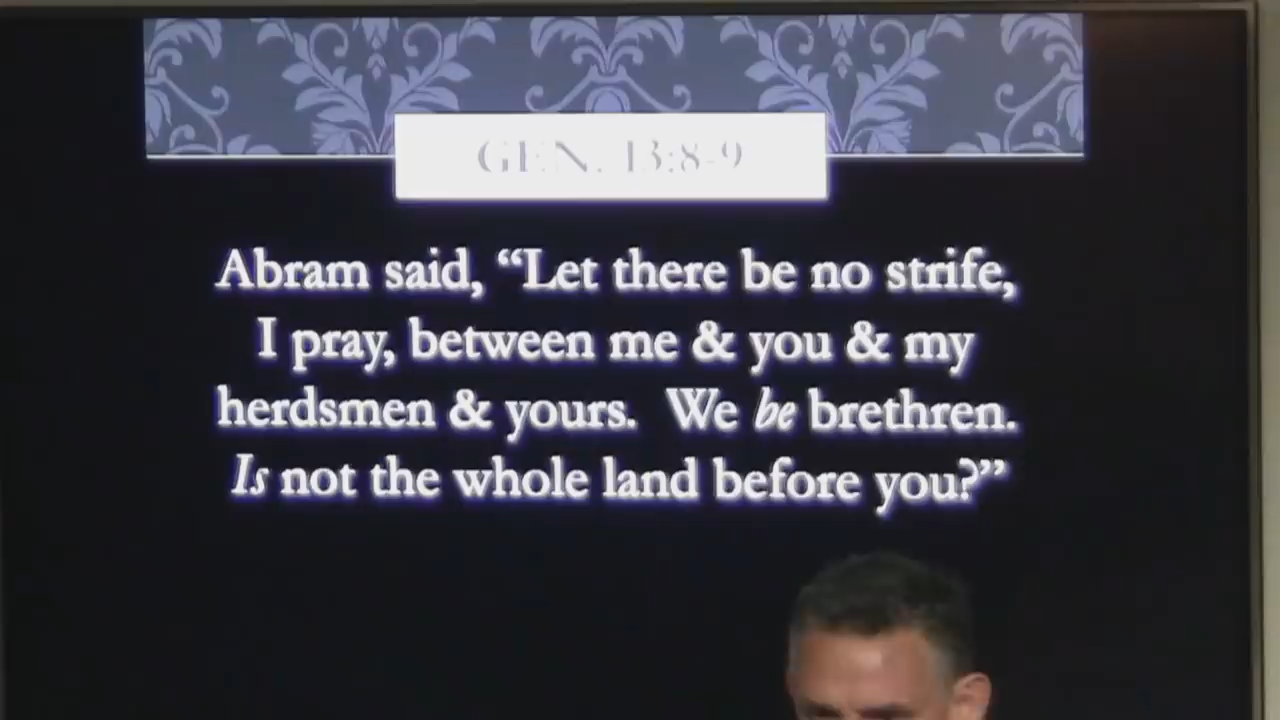 GEN. 13:8-9
Abram said, “Let there be no strife,
I pray, between me & you & my
herdsmen & yours.  We be brethren.
Is not the whole land before you?”